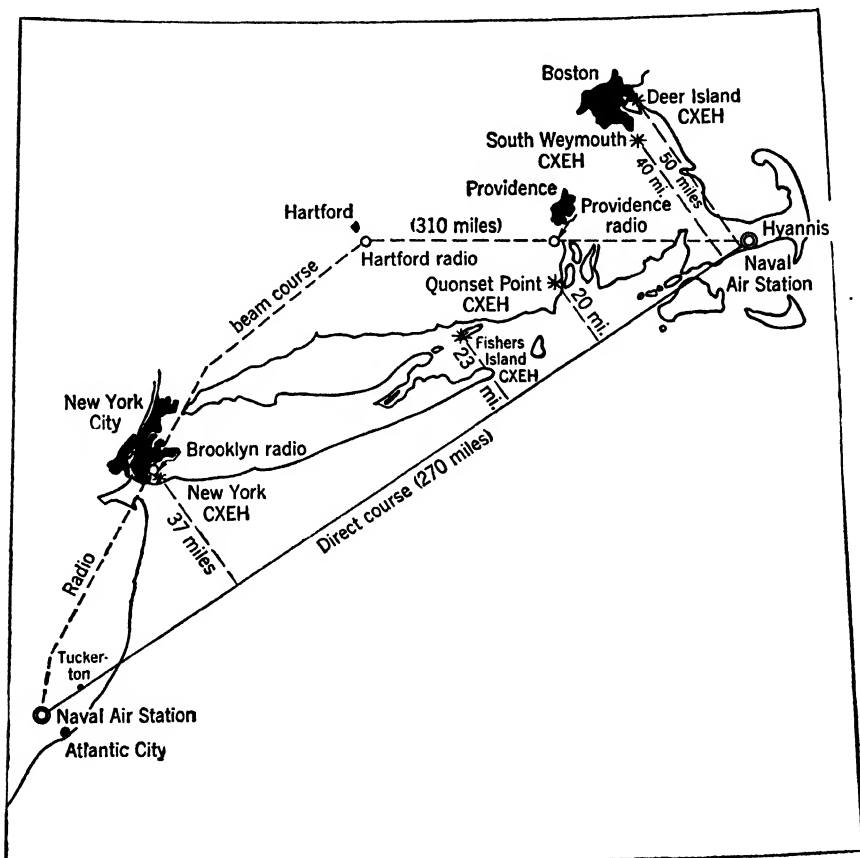 Boston
Deer Island
CXEH
South Weymouth
CXEH
50 miles
40 mi.
Providence
Providence
radio
Hartford
(310 miles)
Hartford radio
Hyannis
Naval
Air Station
Quonset Point
CXEH
20 mi.
beam course
Fishers
Island
CXEH
23
mi.
New York
City
Brooklyn radio
New York
CXEH
37 miles
Direct course (270 miles)
Radio
Tucker-
ton
Naval Air Station
Atlantic City